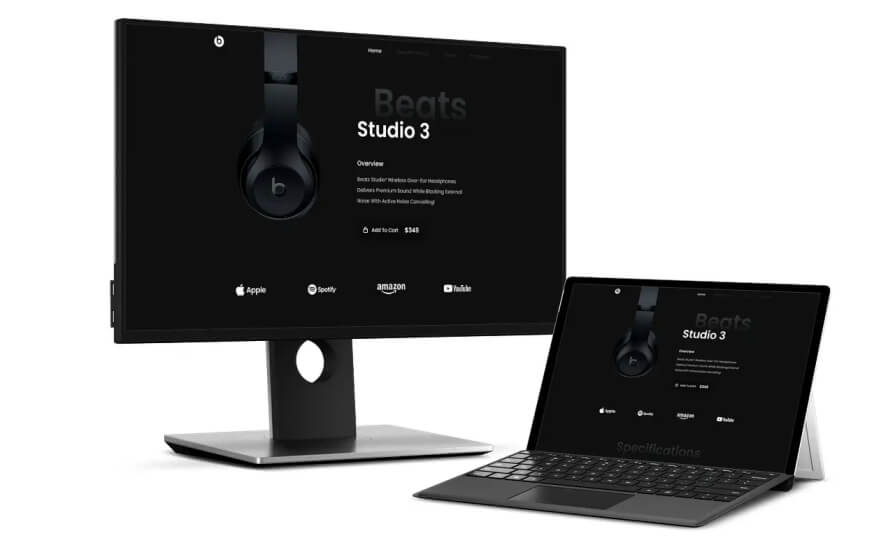 Home
Beats
Studio 3
Overview
Beats Studio³ Wireless Over-Ear Headphones
Delivers Premium Sound While Blocking External
Noise With Active Noise Cancelling!
Add To Cart $349
Apple
Spotify
amazon
YouTube
Home
Beats
Studio 3
Overview
Add To Cart $349
Apple
Spotify
amazon
YouTube
Specifications